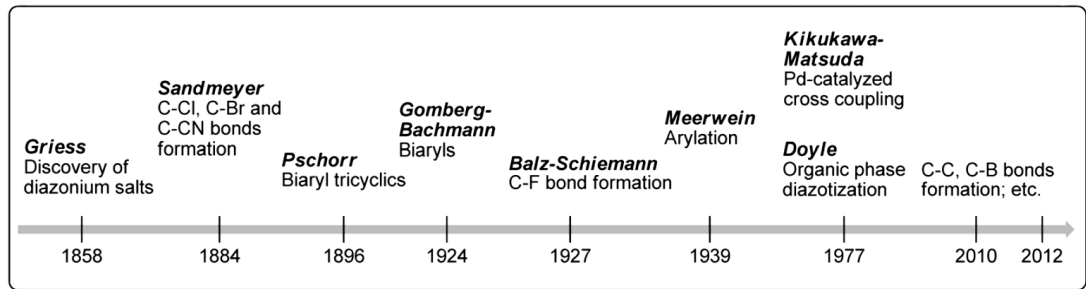 Griess
Discovery of
diazonium salts
Sandmeyer
C-Cl, C-Br and
C-CN bonds
formation
Pschorr
Biaryl tricyclics
Gomberg-
Bachmann
Biaryls
Balz-Schiemann
C-F bond formation
Meerwein
Arylation
Kikukawa-
Matsuda
Pd-catalyzed
cross coupling
Doyle
Organic phase
diazotization
C-C, C-B bonds
formation; etc.
1858
1884
1896
1924
1927
1939
1977
2010
2012